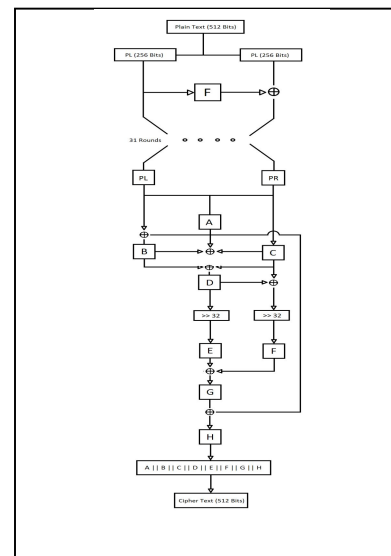 Plain Text (512 Bits)
PL (256 Bits) PL (256 Bits)
F
31 Rounds
PL PR
A
B C
D
>> 32 >> 32
E F
G
H
A || B || C || D || E || F || G || H
Cipher Text (512 Bits)